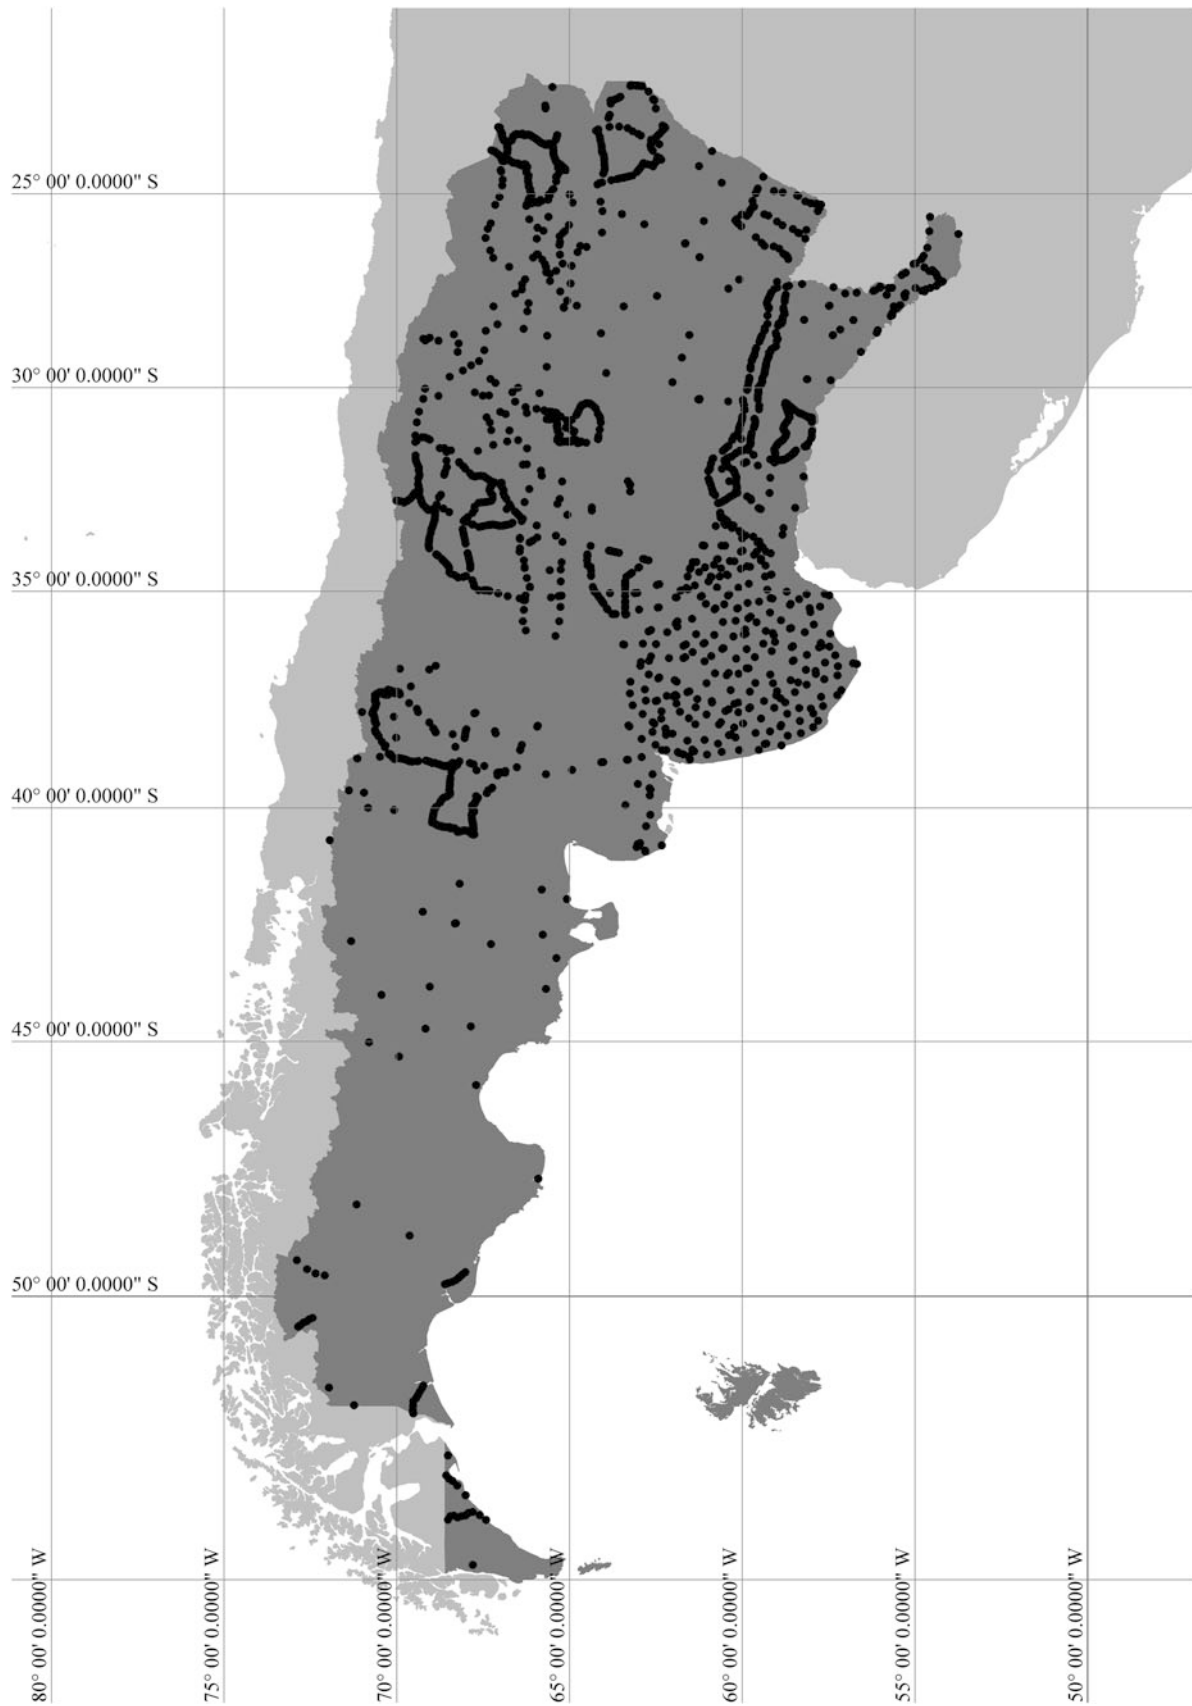 25° 00' 0.0000" S
30° 00' 0.0000" S
35° 00' 0.0000" S
40° 00' 0.0000" S
45° 00' 0.0000" S
50° 00' 0.0000" S
80° 00' 0.0000" W
75° 00' 0.0000" W
70° 00' 0.0000" W
65° 00' 0.0000" W
60° 00' 0.0000" W
55° 00' 0.0000" W
50° 00' 0.0000" W